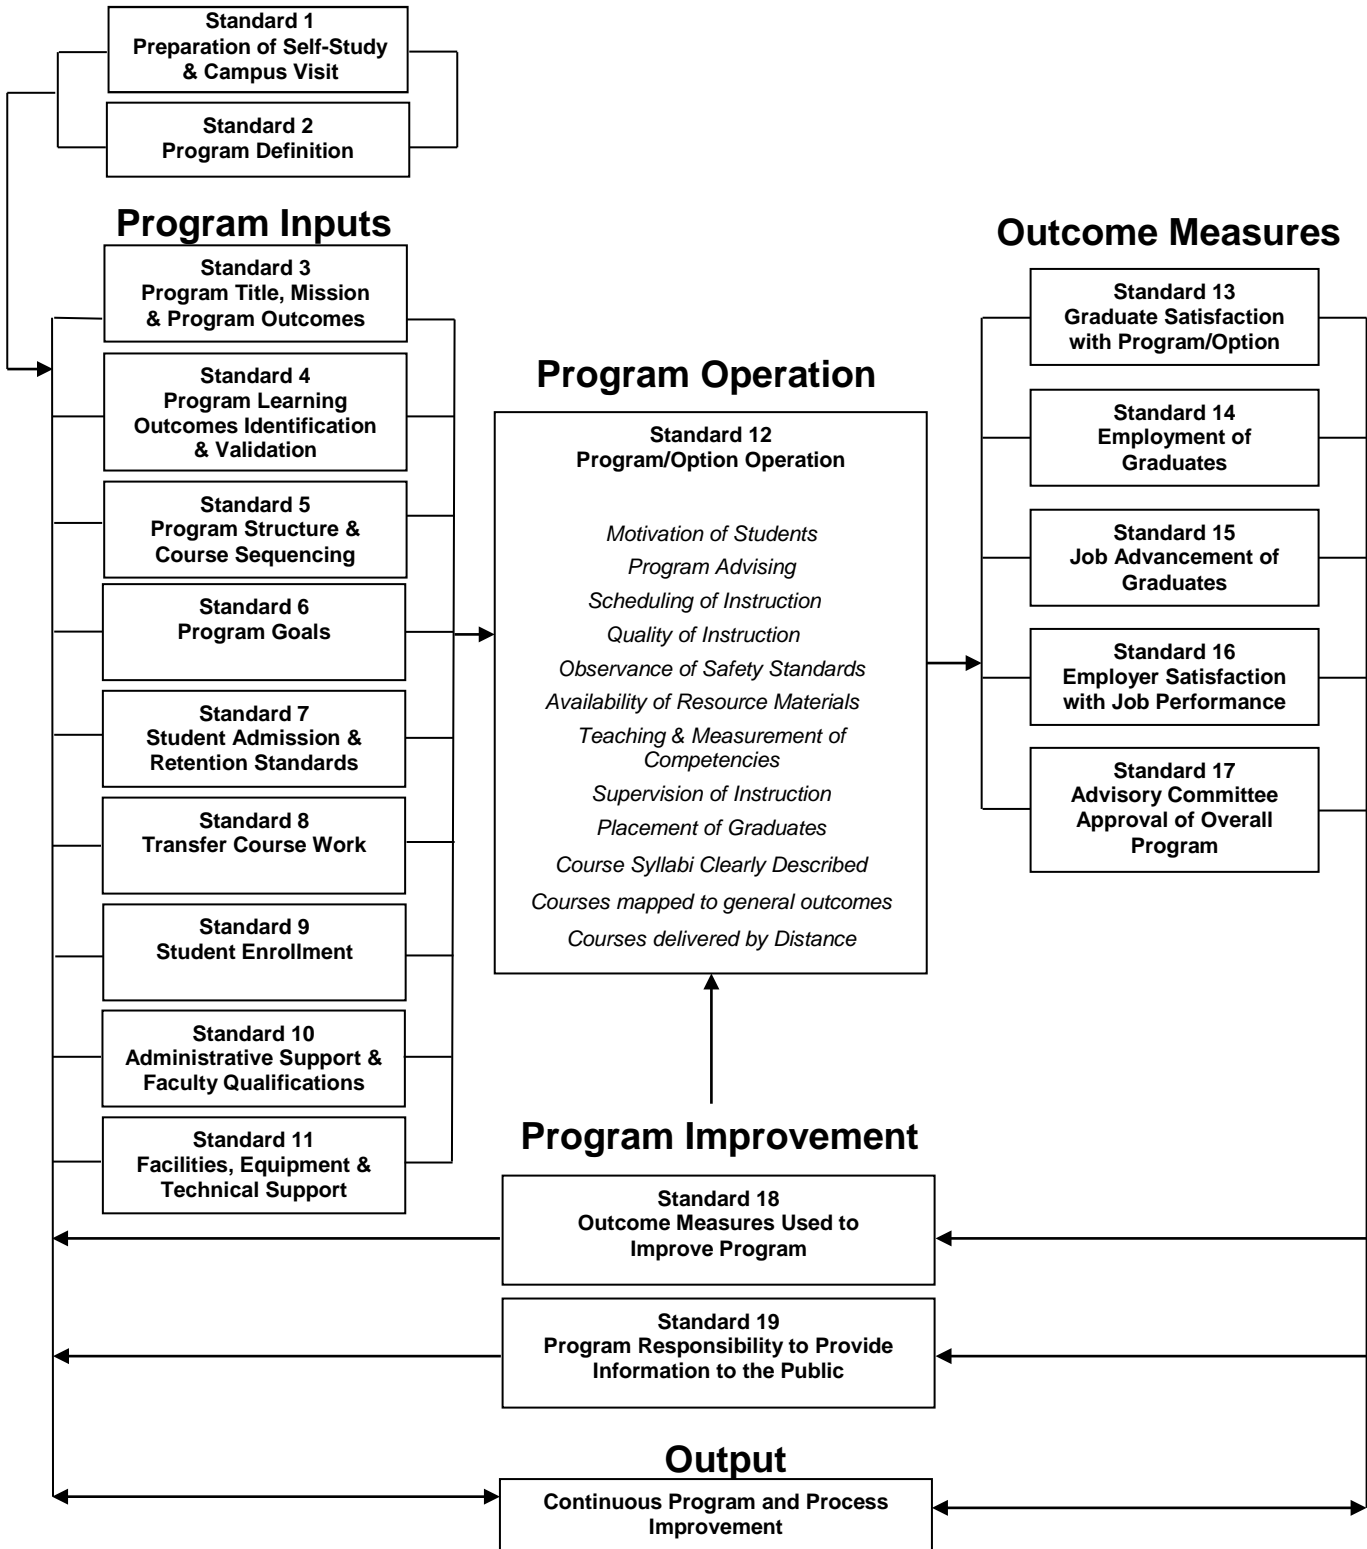 Standard 1
Preparation of Self-Study
& Campus Visit
Standard 2
Program Definition
Program Inputs
Standard 3
Program Title, Mission
& Program Outcomes
Standard 4
Program Learning
Outcomes Identification
& Validation
Standard 5
Program Structure &
Course Sequencing
Standard 6
Program Goals
Standard 7
Student Admission &
Retention Standards
Standard 8
Transfer Course Work
Standard 9
Student Enrollment
Standard 10
Administrative Support &
Faculty Qualifications
Standard 11
Facilities, Equipment &
Technical Support
Program Operation
Standard 12
Program/Option Operation
Motivation of Students
Program Advising
Scheduling of Instruction
Quality of Instruction
Observance of Safety Standards
Availability of Resource Materials
Teaching & Measurement of
Competencies
Supervision of Instruction
Placement of Graduates
Course Syllabi Clearly Described
Courses mapped to general outcomes
Courses delivered by Distance
Outcome Measures
Standard 13
Graduate Satisfaction
with Program/Option
Standard 14
Employment of
Graduates
Standard 15
Job Advancement of
Graduates
Standard 16
Employer Satisfaction
with Job Performance
Standard 17
Advisory Committee
Approval of Overall
Program
Program Improvement
Standard 18
Outcome Measures Used to
Improve Program
Standard 19
Program Responsibility to Provide
Information to the Public
Output
Continuous Program and Process
Improvement